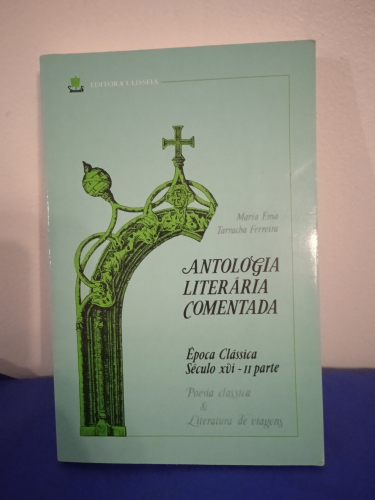 EDITORA ULISSEIA
Maria Ema
Tarracha Ferreira
ANTOLOGIA
LITERÁRIA
COMENTADA
Época Clássica
Século XVI - II parte
Poesia clássica
&
Literatura de viagens